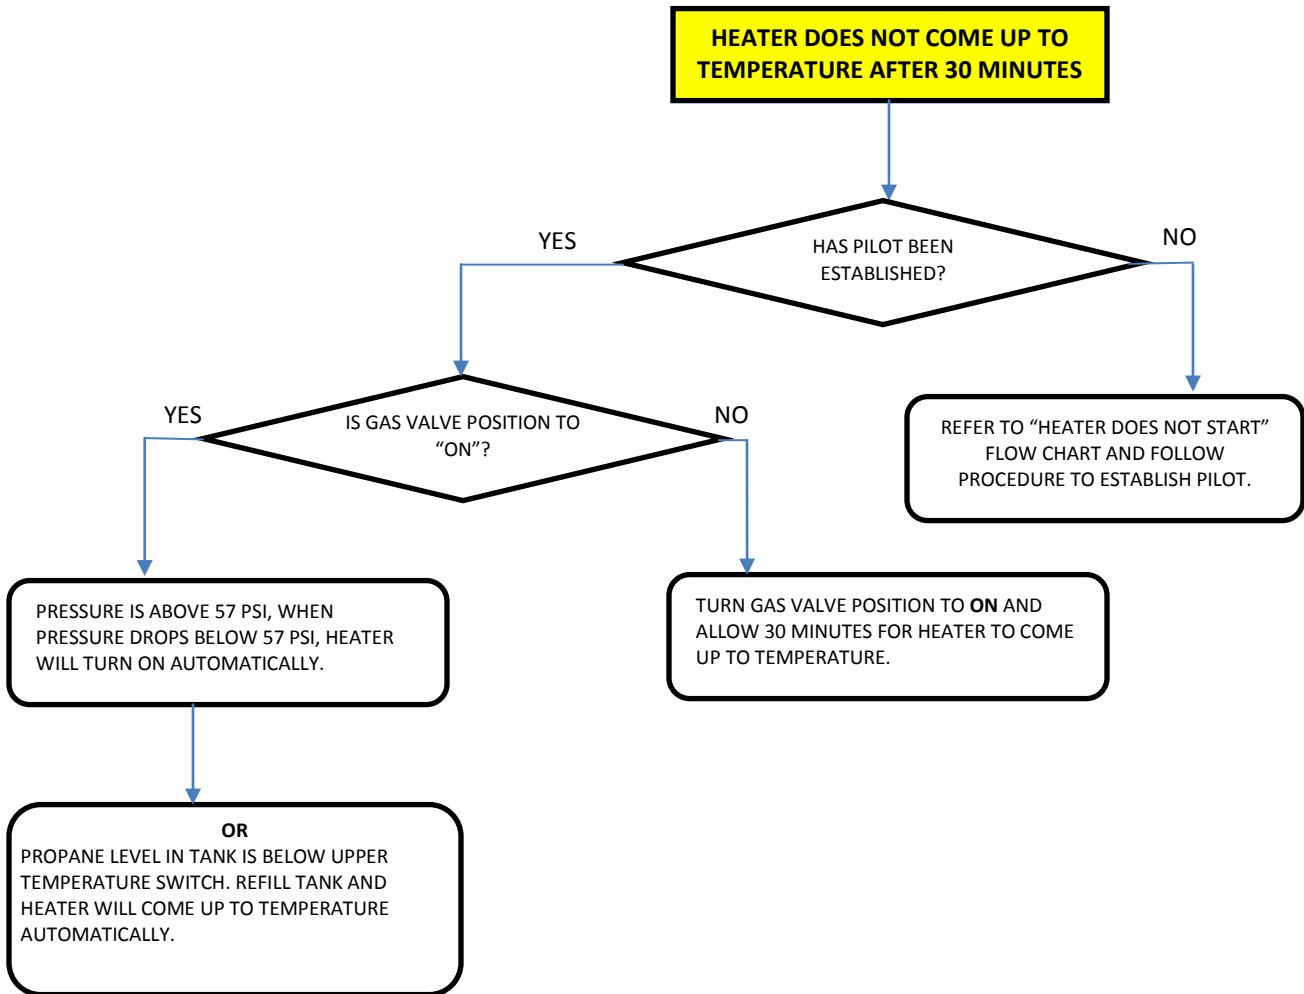 HEATER DOES NOT COME UP TO
TEMPERATURE AFTER 30 MINUTES
YES
HAS PILOT BEEN
ESTABLISHED?
NO
YES
IS GAS VALVE POSITION TO
“ON”?
NO
REFER TO “HEATER DOES NOT START”
FLOW CHART AND FOLLOW
PROCEDURE TO ESTABLISH PILOT.
PRESSURE IS ABOVE 57 PSI, WHEN
PRESSURE DROPS BELOW 57 PSI, HEATER
WILL TURN ON AUTOMATICALLY.
TURN GAS VALVE POSITION TO ON AND
ALLOW 30 MINUTES FOR HEATER TO COME
UP TO TEMPERATURE.
OR
PROPANE LEVEL IN TANK IS BELOW UPPER
TEMPERATURE SWITCH. REFILL TANK AND
HEATER WILL COME UP TO TEMPERATURE
AUTOMATICALLY.